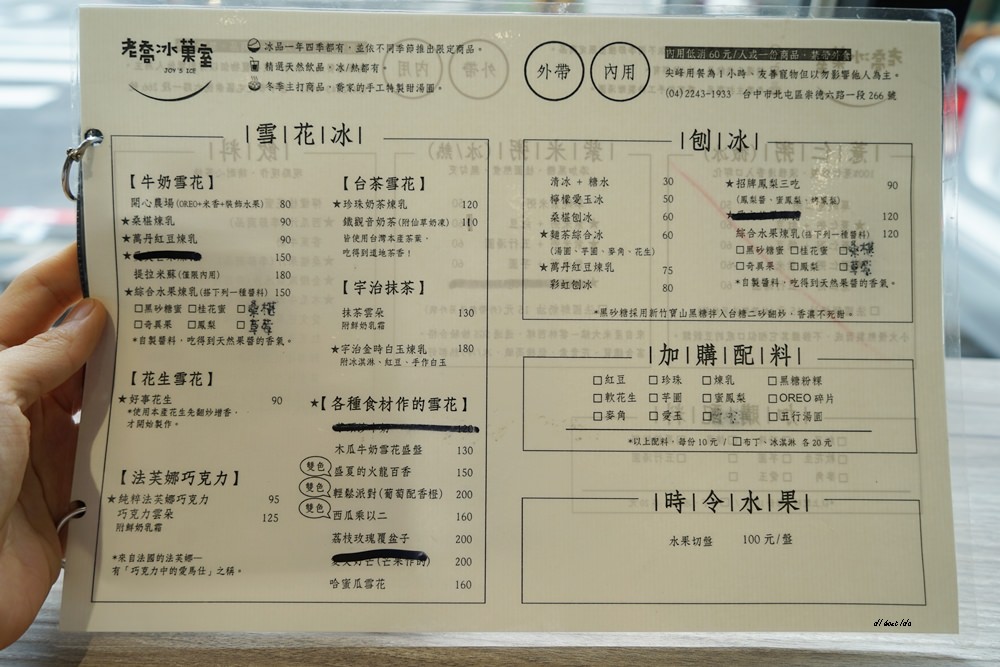 老喬冰菓室
JOY'S ICE
冰品一年四季都有，並依不同季節推出限定商品。
精選天然飲品，冰/熱都有。
冬季主打商品，喬家的手工特製甜湯圓。
外帶
內用
內用低消60元/人或一份商品，禁帶外食
尖峰用餐為1小時，友善寵物但以勿影響他人為主。
(04)2243-1933 台中市北屯區崇德六路一段266號
雪花冰
【牛奶雪花】
開心農場(OREO+米香+裝飾水果) 80
★桑椹煉乳 90
★萬丹紅豆煉乳 90
★ 150
提拉米蘇(僅限內用) 180
★綜合水果煉乳(搭下列一種醬料) 150
□黑砂糖蜜 □桂花蜜 □桑椹
□奇異果 □鳳梨 □草莓
*自製醬料，吃得到天然果醬的香氣。
【花生雪花】
★好事花生 90
*使用本產花生先翻炒增香，
才開始製作。
【法芙娜巧克力】
★純粹法芙娜巧克力 95
巧克力雲朵 125
附鮮奶乳霜
*來自法國的法芙娜—
有「巧克力中的愛馬仕」之稱。
【台茶雪花】
★珍珠奶茶煉乳 120
鐵觀音奶茶(附仙草奶凍) 110
皆使用台灣本產茶葉，
吃得到道地茶香！
【宇治抹茶】
抹茶雲朵 130
附鮮奶乳霜
★宇治金時白玉煉乳 180
附冰淇淋、紅豆、手作白玉
★【各種食材作的雪花】
120
木瓜牛奶雪花盛盤 130
雙色 盛夏的火龍百香 150
雙色 輕鬆派對(葡萄配香橙) 200
雙色 西瓜乘以二 160
荔枝玫瑰覆盆子 200
(芒果作的) 200
哈蜜瓜雪花 160
刨冰
清冰+糖水 30
檸檬愛玉冰 50
桑椹刨冰 60
★麵茶綜合冰 60
(湯圓、芋圓、麥角、花生)
★萬丹紅豆煉乳 75
彩虹刨冰 80
★招牌鳳梨三吃 90
(鳳梨醬、蜜鳳梨、烤鳳梨)
★ 120
綜合水果煉乳(搭下列一種醬料) 120
□黑砂糖蜜 □桂花蜜 □桑椹
□奇異果 □鳳梨 □草莓
*自製醬料，吃得到天然果醬的香氣。
*黑砂糖採用新竹寶山黑糖拌入台糖二砂翻炒，香濃不死甜。
加購配料
□紅豆 □珍珠 □煉乳 □黑糖粉粿
□軟花生 □芋圓 □蜜鳳梨 □OREO碎片
□麥角 □愛玉 □五行湯圓
*以上配料，每份10元 / □布丁、冰淇淋 各20元
時令水果
水果切盤 100元/盤